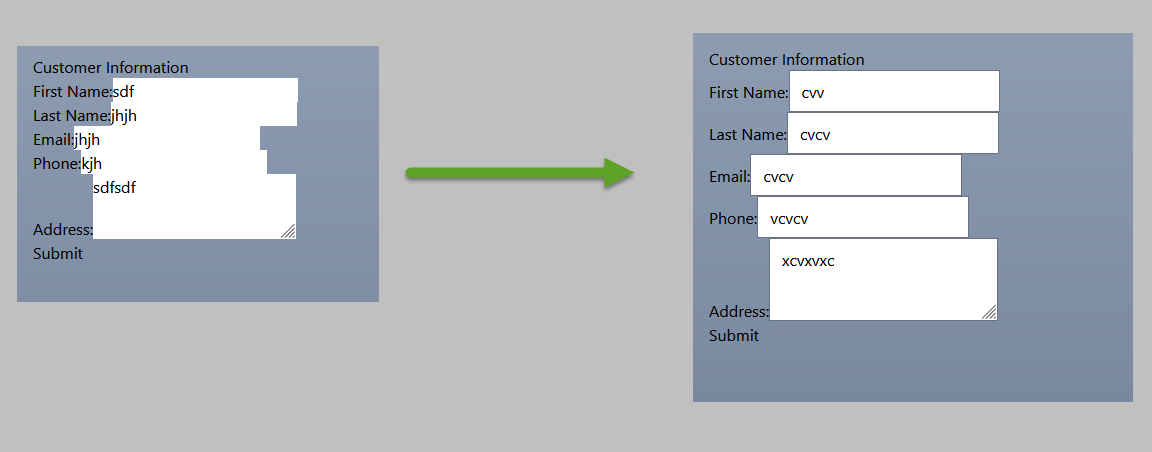 Customer Information
First Name:sdf
Last Name:jhjh
Email:jhjh
Phone:kjh
sdfsdf
Address:
Submit
Customer Information
First Name: cvv
Last Name: cvcv
Email: cvcv
Phone: vcvcv
xcvxvxc
Address:
Submit